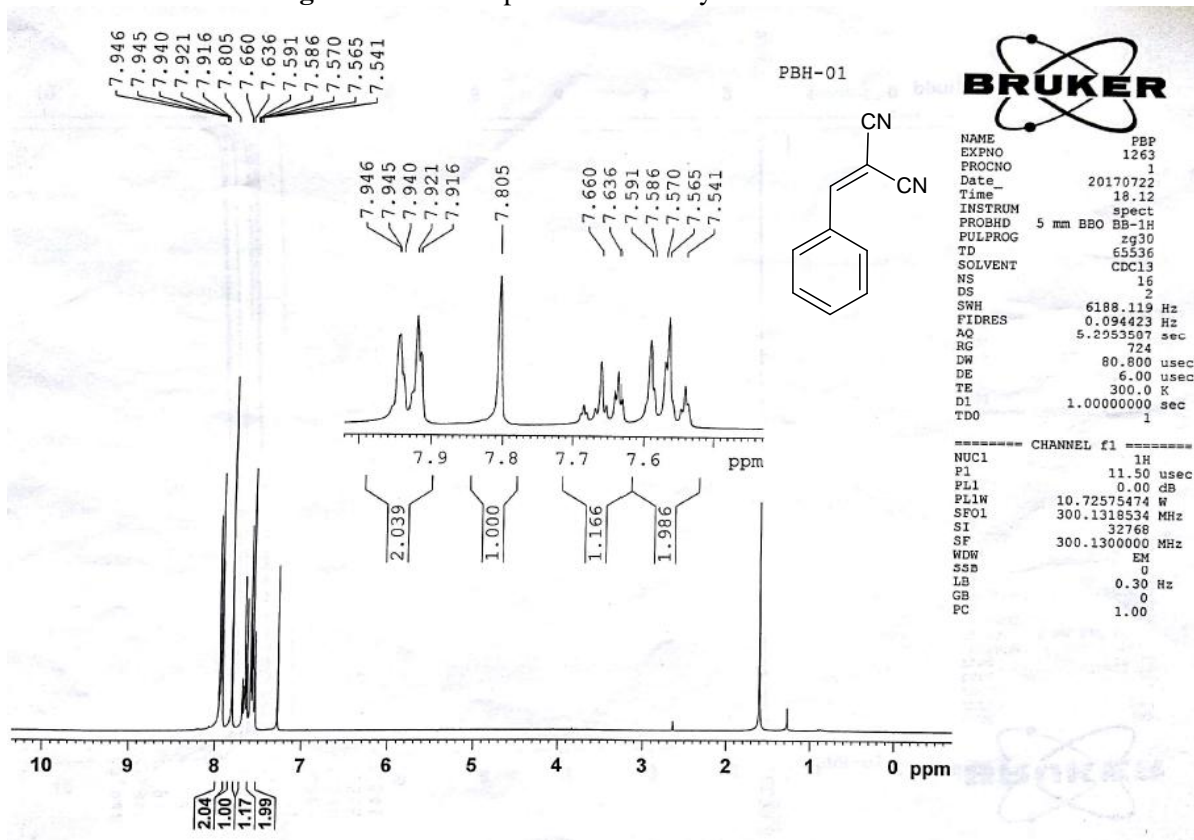 7.946
7.945
7.940
7.921
7.916
7.805
7.660
7.636
7.591
7.586
7.570
7.565
7.541
PBH-01
BRUKER
CN
CN
7.946
7.945
7.940
7.921
7.916
7.805
7.660
7.636
7.591
7.586
7.570
7.565
7.541
7.9 7.8 7.7 7.6 ppm
2.039
1.000
1.166
1.986
NAME PBP
EXPNO 1263
PROCNO 1
Date_ 20170722
Time 18.12
INSTRUM spect
PROBHD 5 mm BBO BB-1H
PULPROG zg30
TD 65536
SOLVENT CDCl3
NS 16
DS 2
SWH 6188.119 Hz
FIDRES 0.094423 Hz
AQ 5.2953507 sec
RG 724
DW 80.800 usec
DE 6.00 usec
TE 300.0 K
D1 1.00000000 sec
TD0 1
======== CHANNEL f1 ========
NUC1 1H
P1 11.50 usec
PL1 0.00 dB
PL1W 10.72575474 W
SFO1 300.1318534 MHz
SI 32768
SF 300.1300000 MHz
WDW EM
SSB 0
LB 0.30 Hz
GB 0
PC 1.00
10 9 8 7 6 5 4 3 2 1 0 ppm
2.04
1.00
1.17
1.99